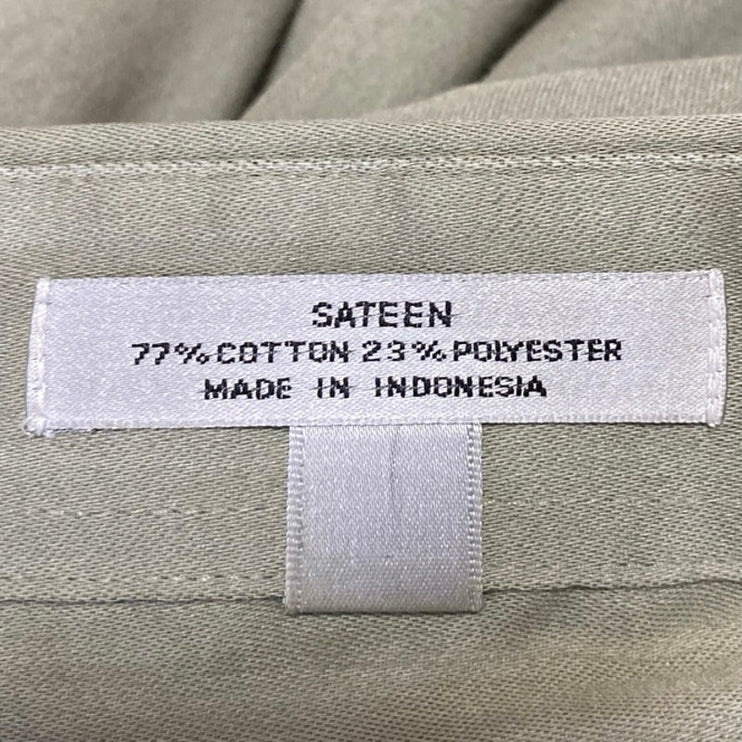 SATEEN
77% COTTON 23% POLYESTER
MADE IN INDONESIA